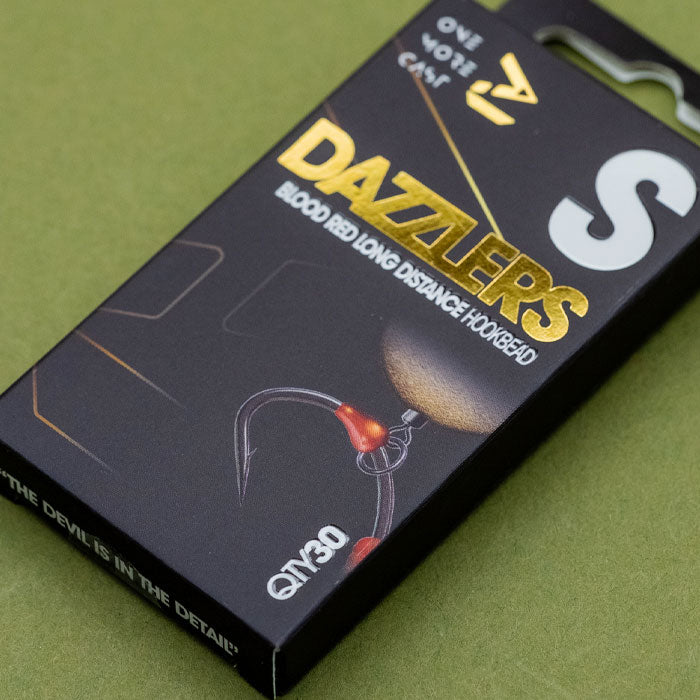 ONE
MORE
CAST
S
DAZZLERS
BLOOD RED LONG DISTANCE HOOKBEAD
QTY30
"THE DEVIL IS IN THE DETAIL"